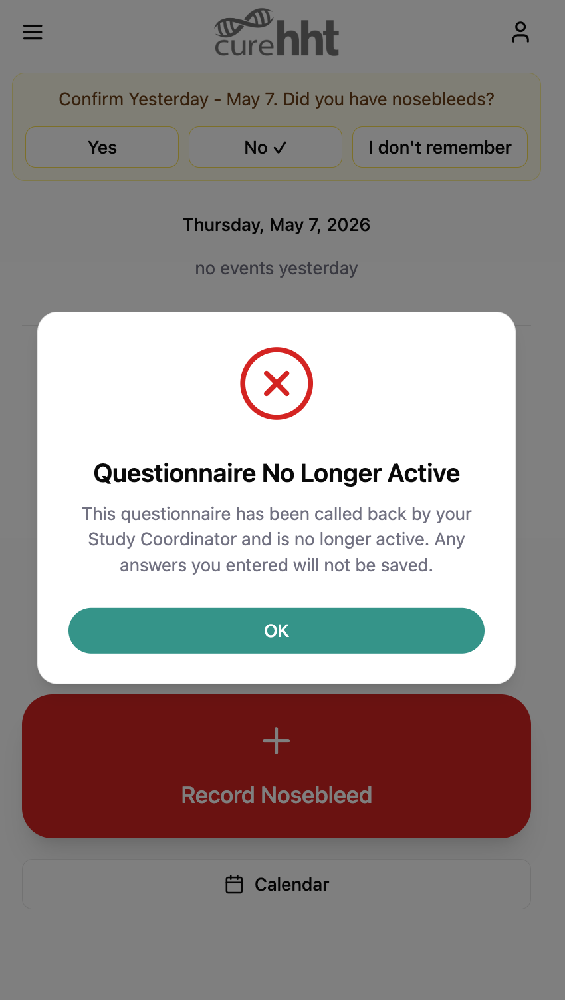 curehht
Confirm Yesterday - May 7. Did you have nosebleeds?
Yes
No ✓
I don't remember
Thursday, May 7, 2026
no events yesterday
Questionnaire No Longer Active
This questionnaire has been called back by your
Study Coordinator and is no longer active. Any
answers you entered will not be saved.
OK
Record Nosebleed
Calendar